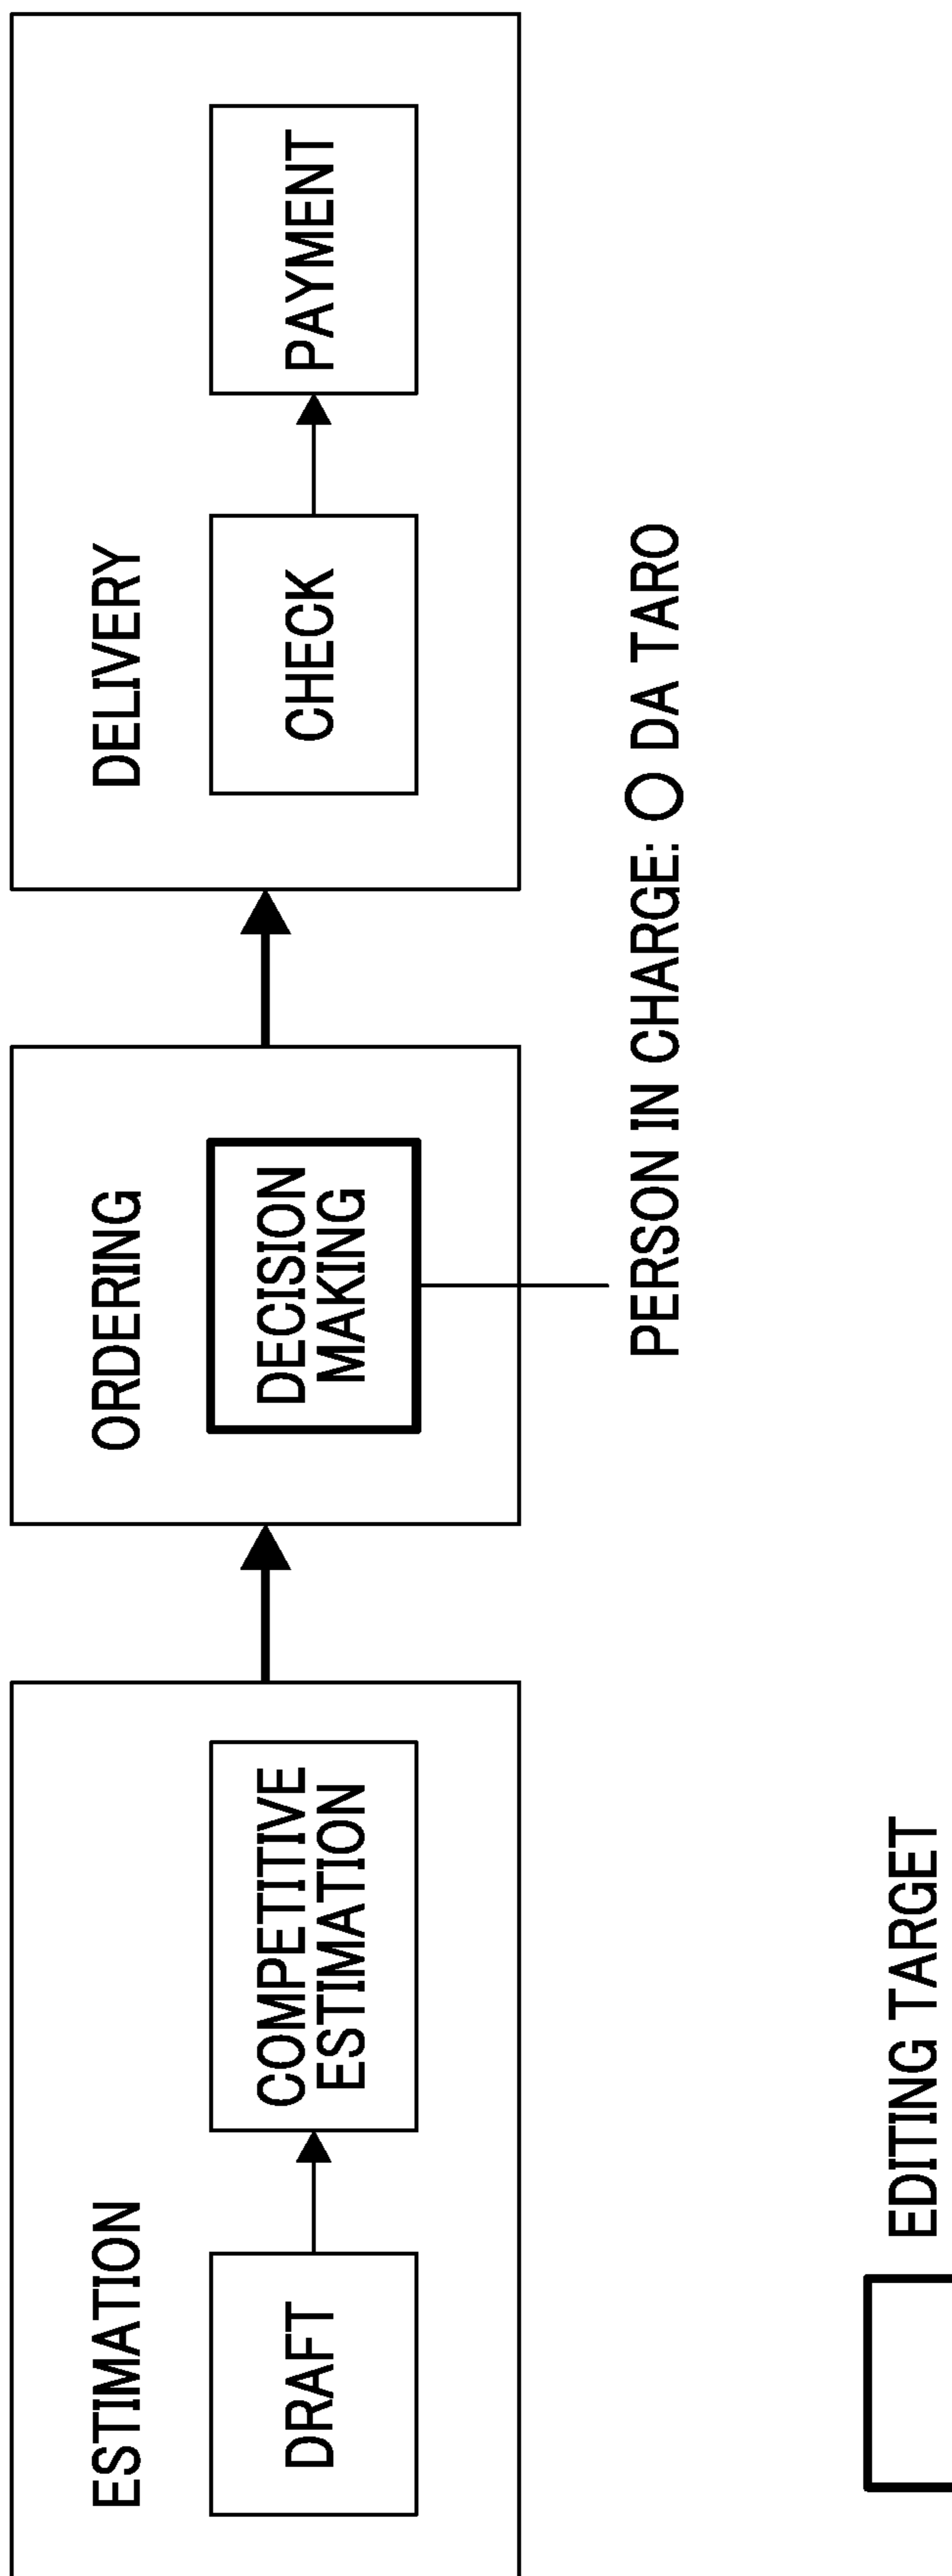 ESTIMATION
DRAFT
COMPETITIVE
ESTIMATION
ORDERING
DECISION
MAKING
DELIVERY
CHECK
PAYMENT
PERSON IN CHARGE: ○ DA TARO
EDITING TARGET